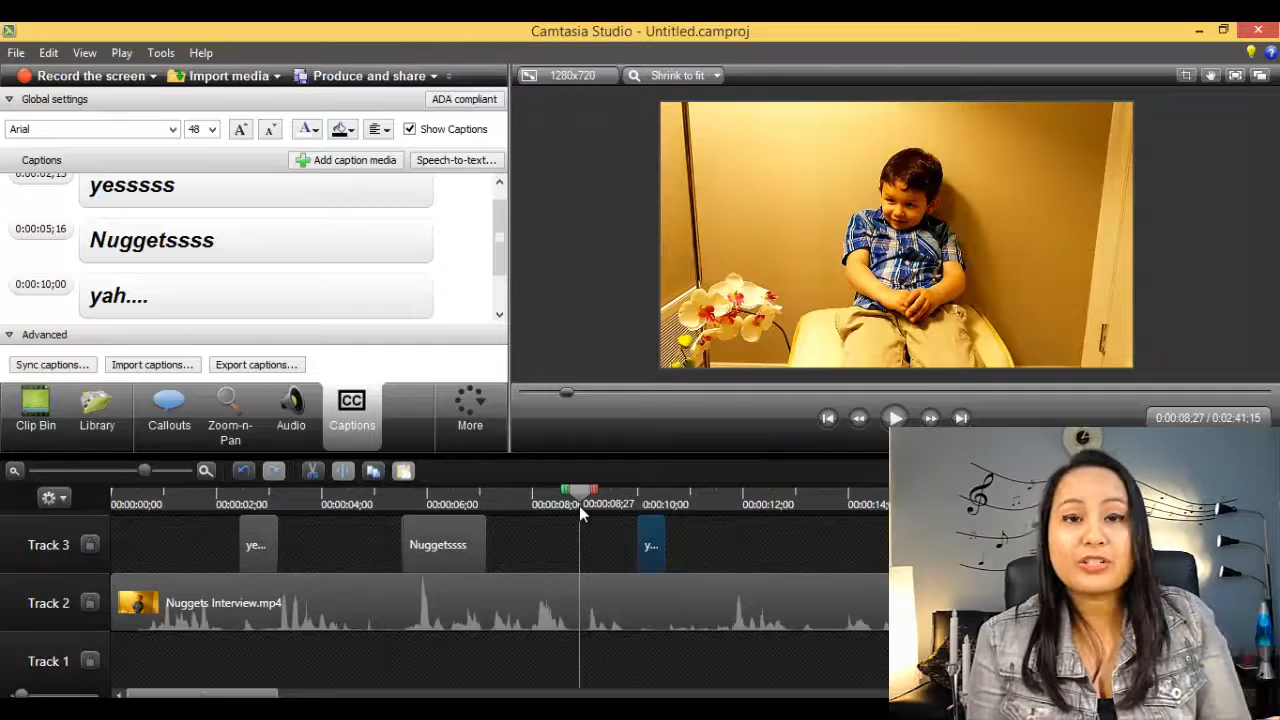 Camtasia Studio - Untitled.camproj
File Edit View Play Tools Help
Record the screen Import media Produce and share
1280x720 Shrink to fit
Global settings ADA compliant
Arial 48 A A A Show Captions
Captions Add caption media Speech-to-text...
yesssss
0:00:05;16 Nuggetssss
0:00:10;00 yah....
Advanced
Sync captions... Import captions... Export captions...
CC
Clip Bin Library Callouts Zoom-n-Pan Audio Captions More
0:00:08;27 / 0:02:41;15
00:00:00;00 00:00:02;00 00:00:04;00 00:00:06;00 00:00:08;27 00:00:10;00 00:00:12;00
Track 3 ye... Nuggetssss y...
Track 2 Nuggets Interview.mp4
Track 1